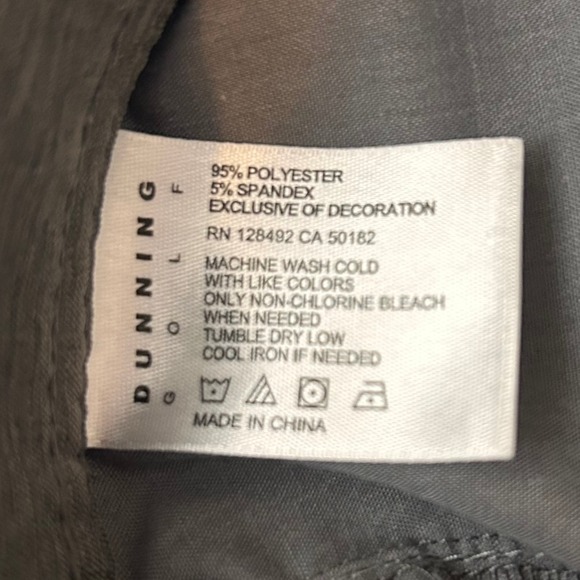 DUNNING
GOLF
95% POLYESTER
5% SPANDEX
EXCLUSIVE OF DECORATION
RN 128492 CA 50182
MACHINE WASH COLD
WITH LIKE COLORS
ONLY NON-CHLORINE BLEACH
WHEN NEEDED
TUMBLE DRY LOW
COOL IRON IF NEEDED
MADE IN CHINA